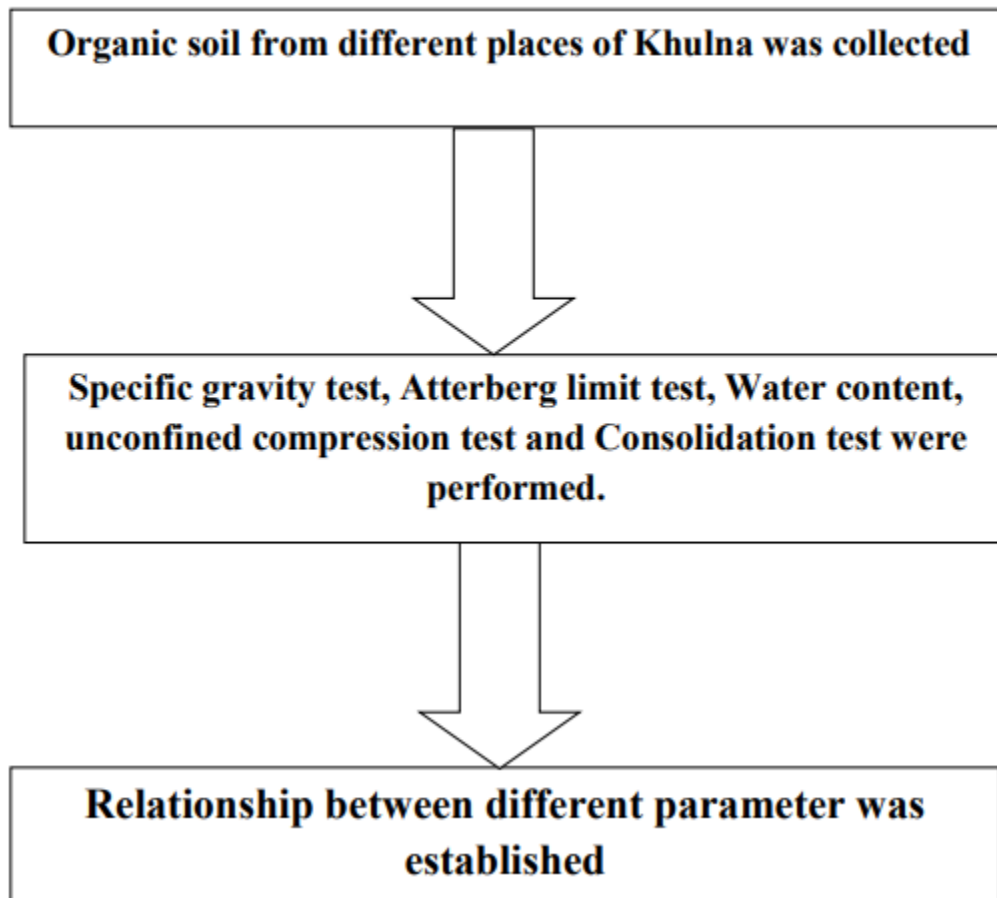 Organic soil from different places of Khulna was collected
Specific gravity test, Atterberg limit test, Water content,
unconfined compression test and Consolidation test were
performed.
Relationship between different parameter was
established